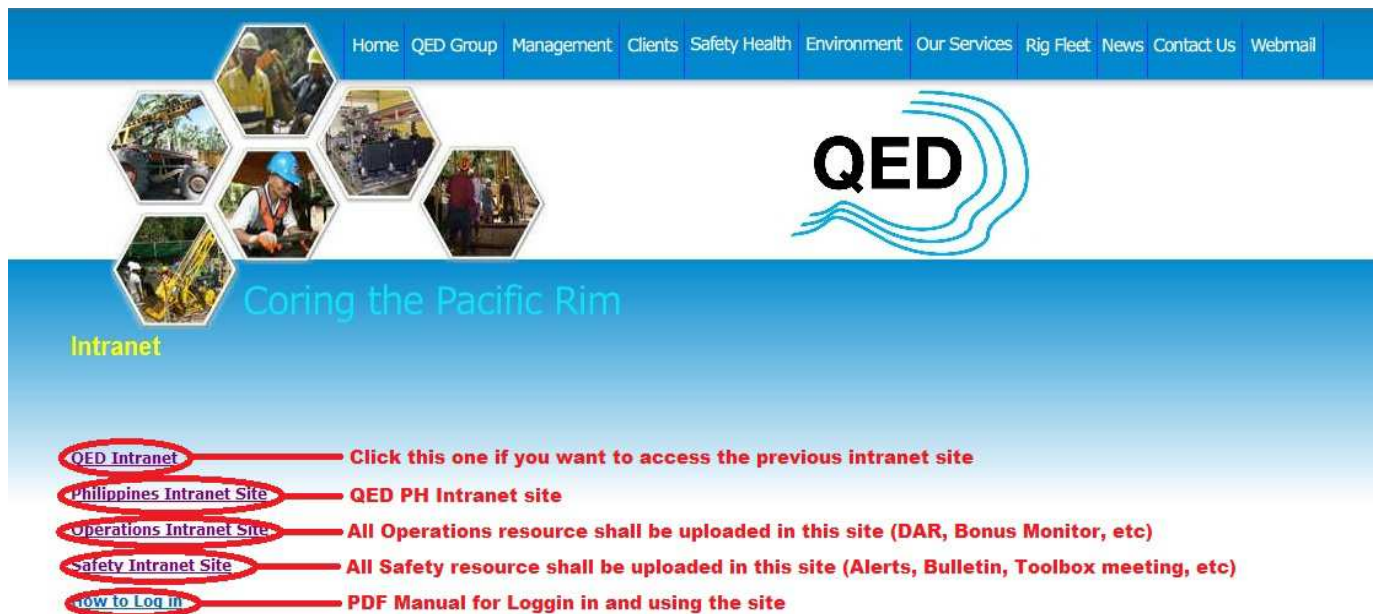 Home QED Group Management Clients Safety Health Environment Our Services Rig Fleet News Contact Us Webmail
QED
Coring the Pacific Rim
Intranet
QED Intranet Click this one if you want to access the previous intranet site
Philippines Intranet Site QED PH Intranet site
Operations Intranet Site All Operations resource shall be uploaded in this site (DAR, Bonus Monitor, etc)
Safety Intranet Site All Safety resource shall be uploaded in this site (Alerts, Bulletin, Toolbox meeting, etc)
How to Log in PDF Manual for Loggin in and using the site